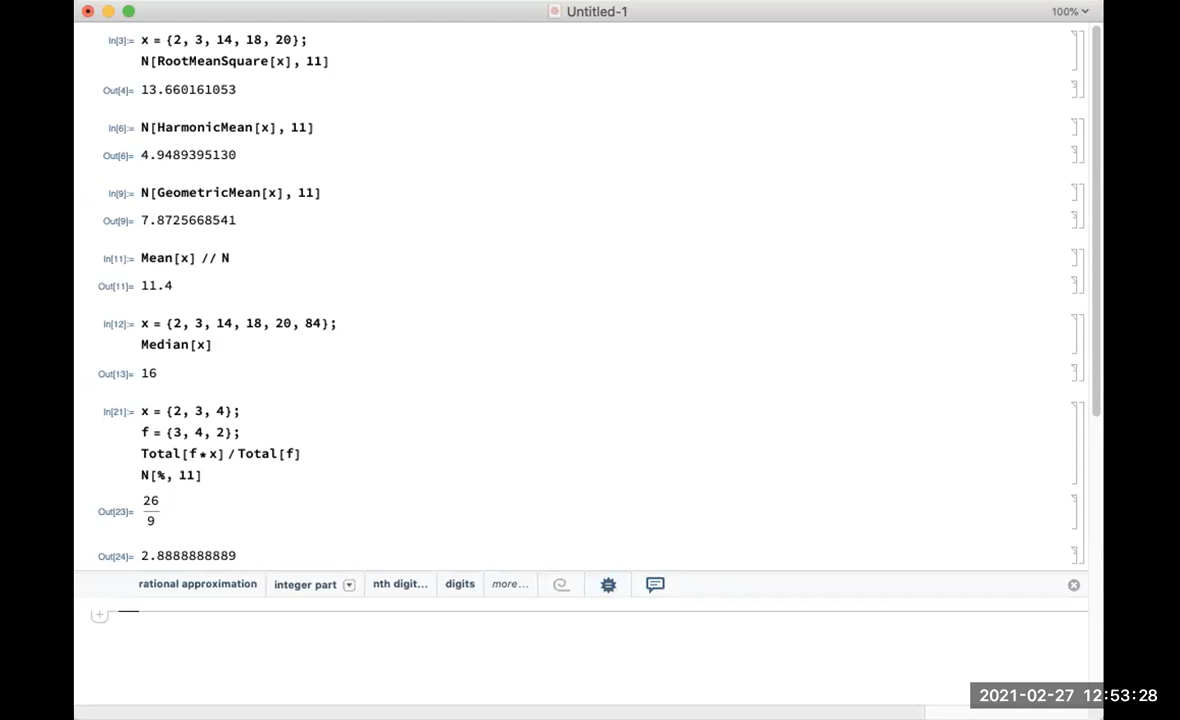 Untitled-1
100%
In[3]:= x = {2, 3, 14, 18, 20};
N[RootMeanSquare[x], 11]
Out[4]= 13.660161053
In[6]:= N[HarmonicMean[x], 11]
Out[6]= 4.9489395130
In[9]:= N[GeometricMean[x], 11]
Out[9]= 7.8725668541
In[11]:= Mean[x] // N
Out[11]= 11.4
In[12]:= x = {2, 3, 14, 18, 20, 84};
Median[x]
Out[13]= 16
In[21]:= x = {2, 3, 4};
f = {3, 4, 2};
Total[f*x]/Total[f]
N[%, 11]
26
Out[23]=
9
Out[24]= 2.8888888889
rational approximation integer part nth digit... digits more...
2021-02-27 12:53:28